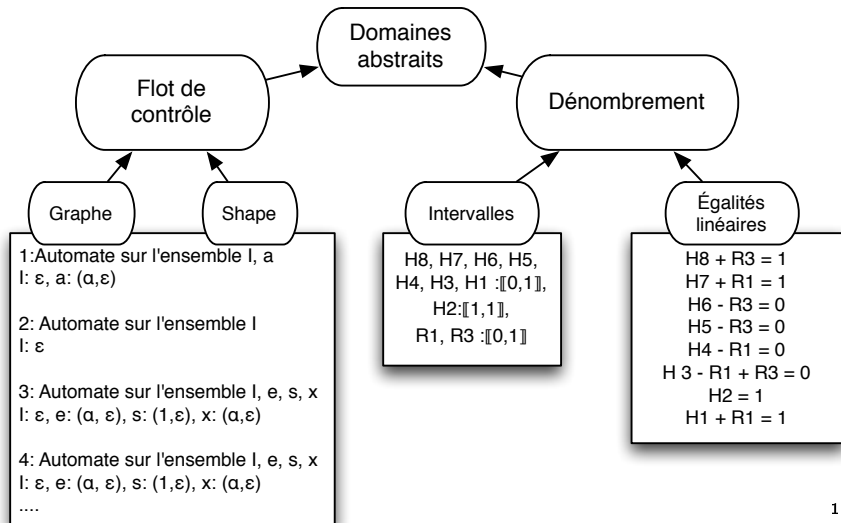 Domaines
abstraits
Flot de
contrôle
Dénombrement
Graphe
Shape
Intervalles
Égalités
linéaires
1:Automate sur l'ensemble I, a
I: ε, a: (α,ε)
2: Automate sur l'ensemble I
I: ε
3: Automate sur l'ensemble I, e, s, x
I: ε, e: (α, ε), s: (1,ε), x: (α,ε)
4: Automate sur l'ensemble I, e, s, x
I: ε, e: (α, ε), s: (1,ε), x: (α,ε)
....
H8, H7, H6, H5,
H4, H3, H1 :⟦0,1⟧,
H2:⟦1,1⟧,
R1, R3 :⟦0,1⟧
H8 + R3 = 1
H7 + R1 = 1
H6 - R3 = 0
H5 - R3 = 0
H4 - R1 = 0
H 3 - R1 + R3 = 0
H2 = 1
H1 + R1 = 1
1